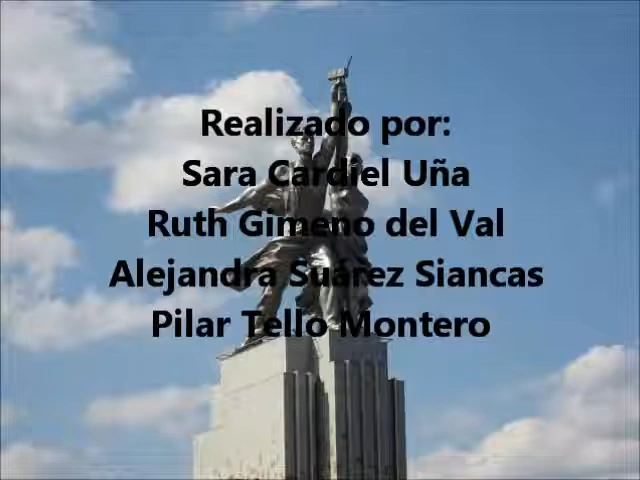 Realizado por:
Sara Cardiel Uña
Ruth Gimeno del Val
Alejandra Suárez Siancas
Pilar Tello Montero